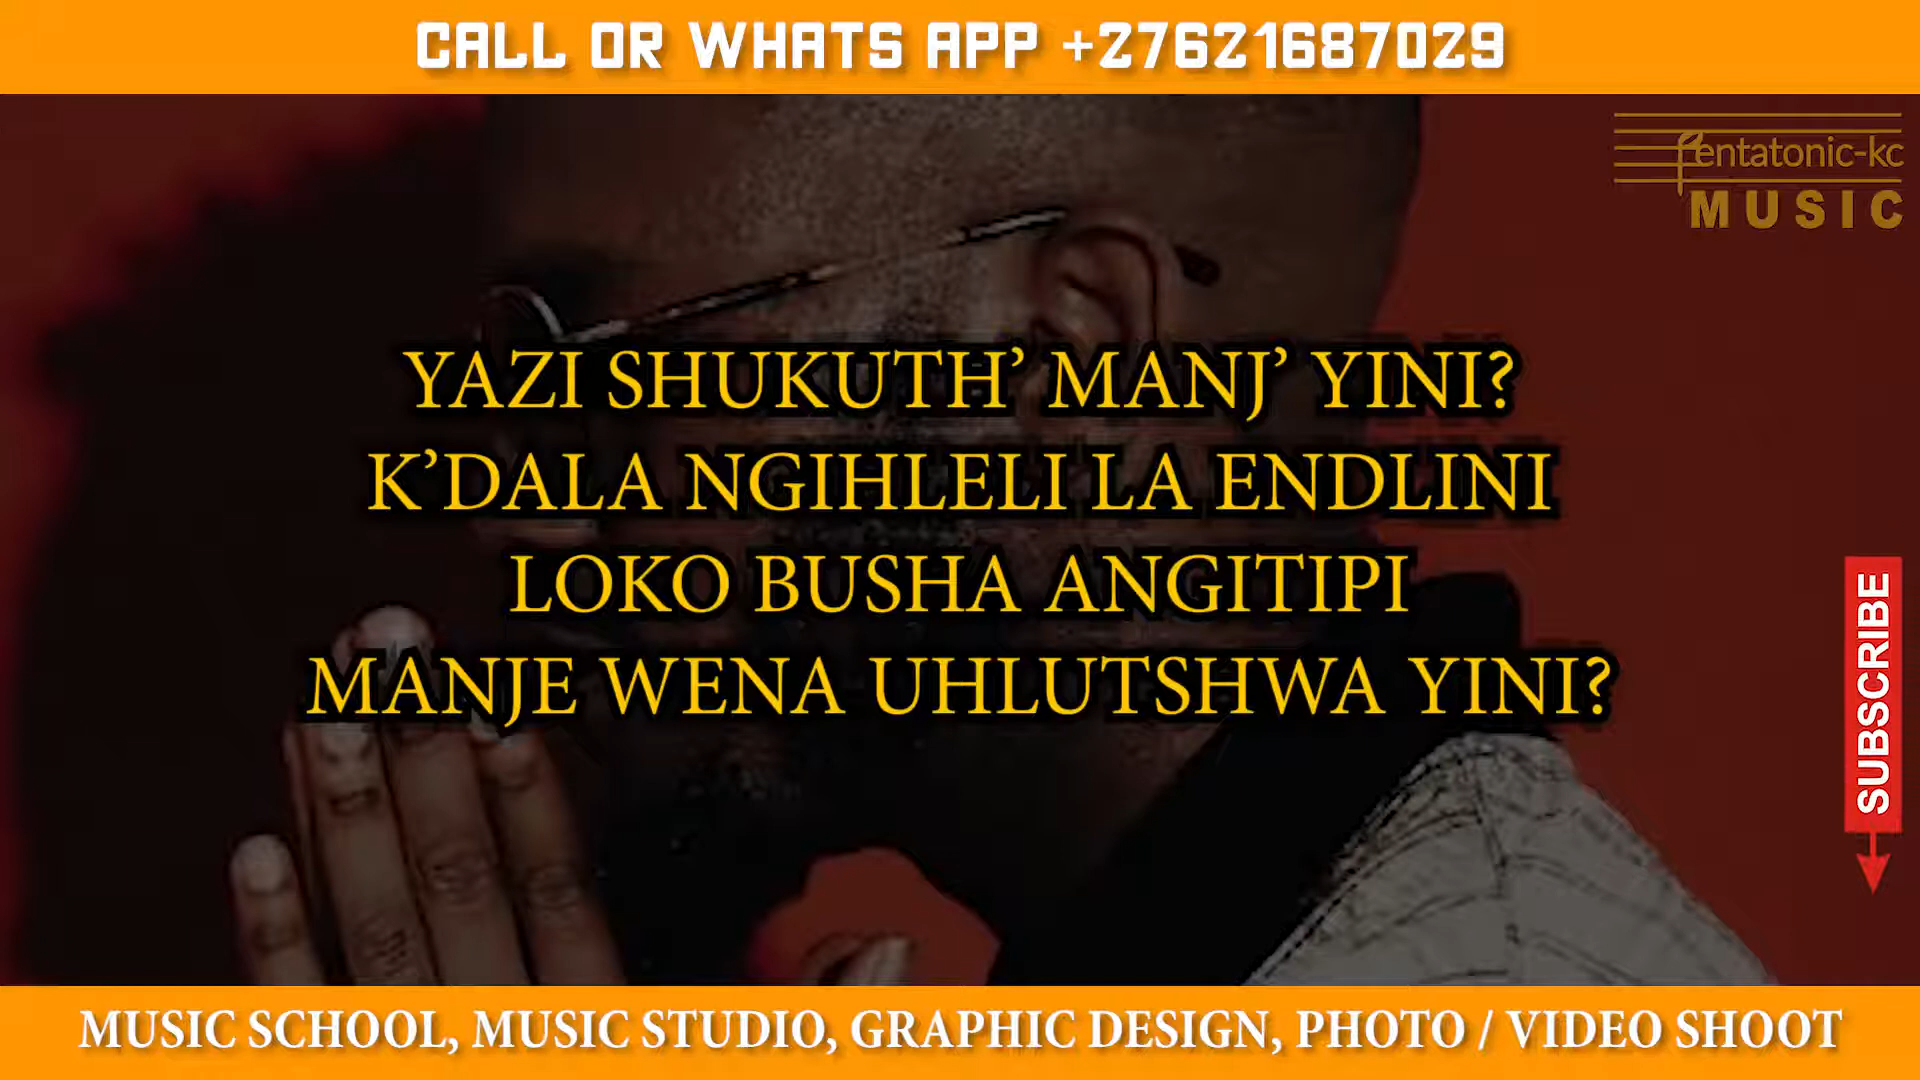 CALL OR WHATS APP +27621687029
Pentatonic-kc
MUSIC
YAZI SHUKUTH’ MANJ’ YINI?
K’DALA NGIHLELI LA ENDLINI
LOKO BUSHA ANGITIPI
MANJE WENA UHLUTSHWA YINI?
SUBSCRIBE
MUSIC SCHOOL, MUSIC STUDIO, GRAPHIC DESIGN, PHOTO / VIDEO SHOOT